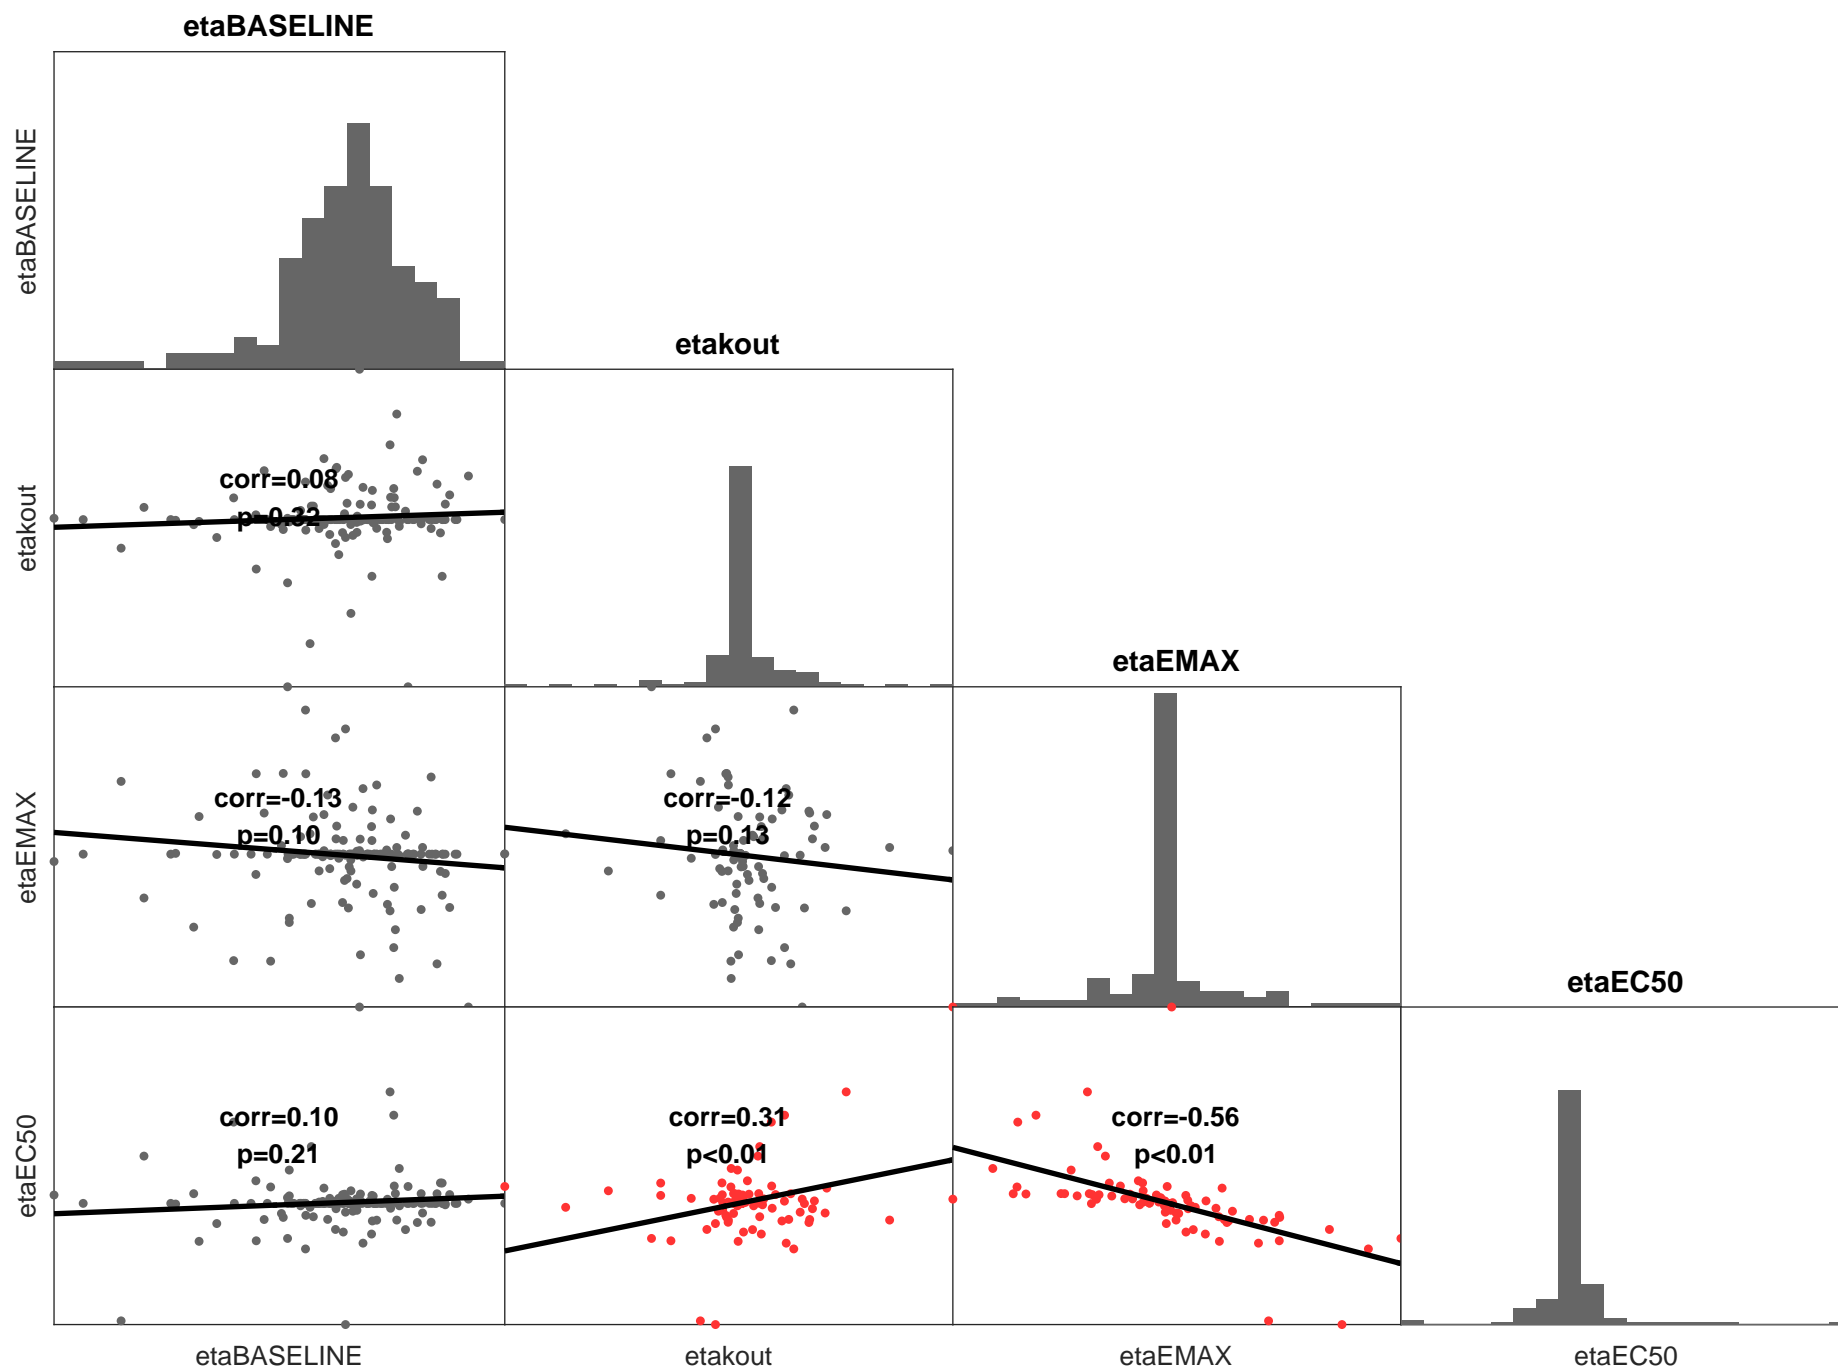 etaBASELINE
etaBASELINE
etakout
etakout
corr=0.08
p=0.32
etaEMAX
etaEMAX
corr=-0.13
p=0.10
corr=-0.12
p=0.13
etaEC50
etaEC50
corr=0.10
p=0.21
corr=0.31
p<0.01
corr=-0.56
p<0.01
etaBASELINE
etakout
etaEMAX
etaEC50